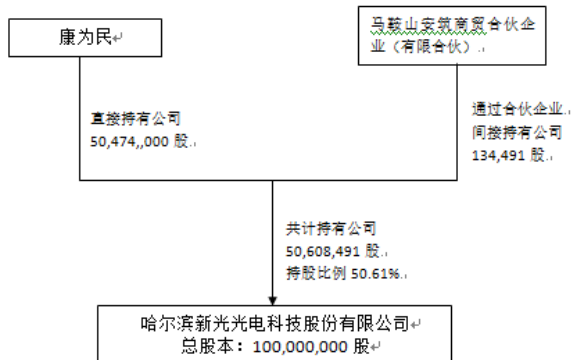 康为民
马鞍山安筑商贸合伙企
业（有限合伙）
直接持有公司
50,474,,000 股
通过合伙企业
间接持有公司
134,491 股
共计持有公司
50,608,491 股
持股比例 50.61%
哈尔滨新光光电科技股份有限公司
总股本：100,000,000 股